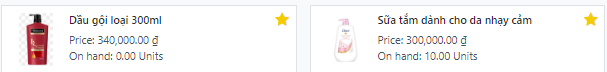 Dầu gội loại 300ml
Price: 340,000.00 ₫
On hand: 0.00 Units
Sữa tắm dành cho da nhạy cảm
Price: 300,000.00 ₫
On hand: 10.00 Units